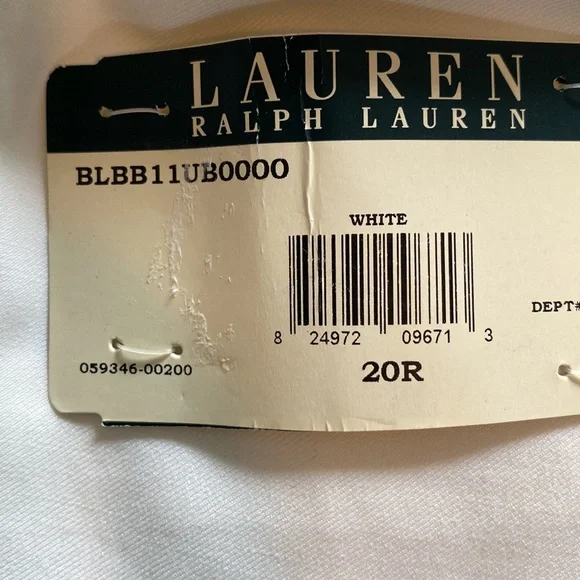 LAUREN
RALPH LAUREN
BLBB11UB0000
WHITE
8 24972 09671 3
DEPT#
059346-00200
20R